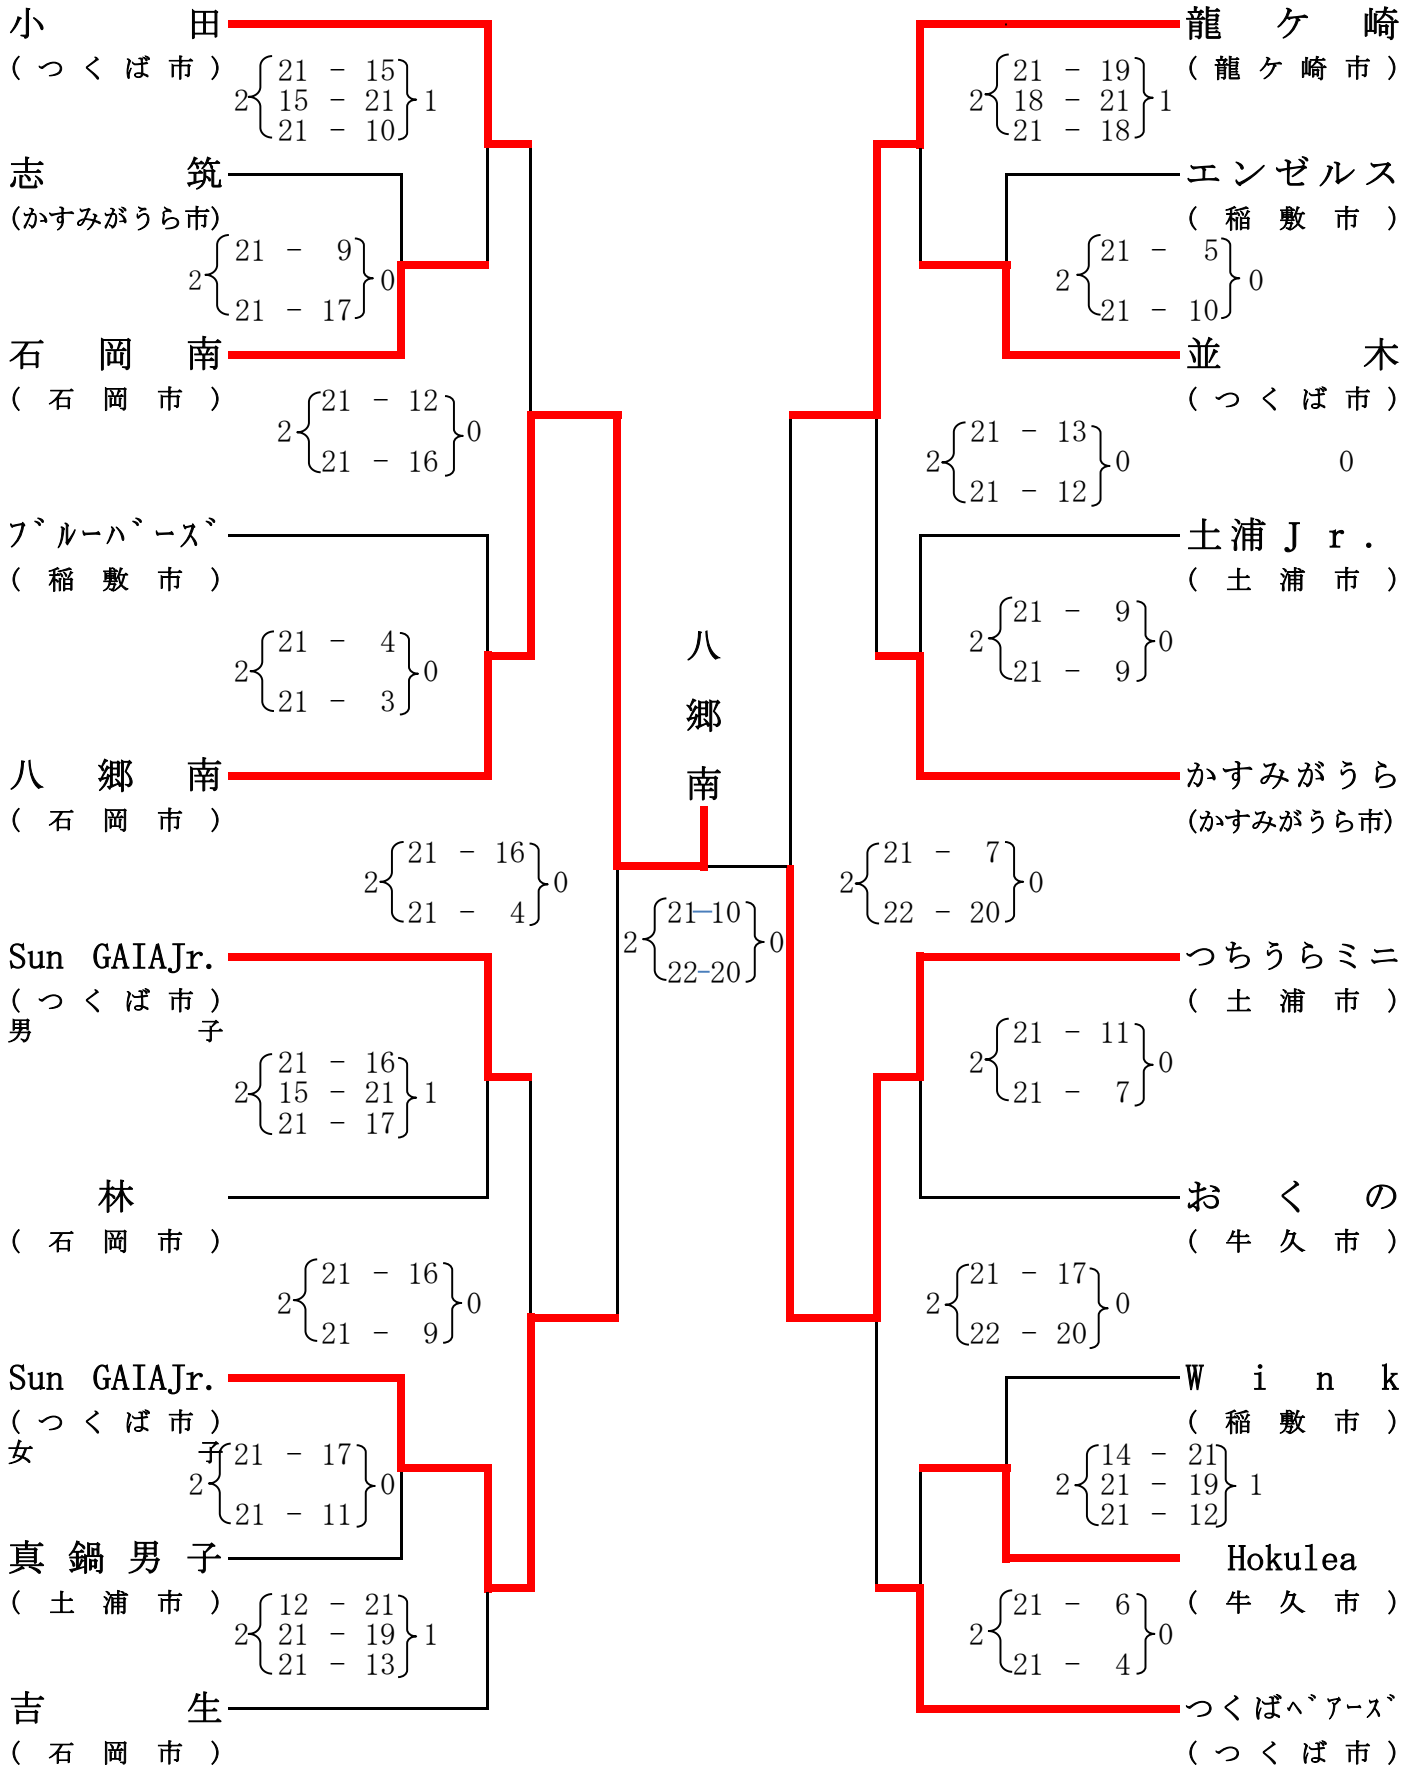 小田
(つくば市)
2 21 - 15 1
15 - 21
21 - 10
志筑
(かすみがうら市)
2 21 - 9 0
21 - 17
石岡南
(石岡市)
2 21 - 12 0
21 - 16
ﾌﾞﾙｰﾊﾞｰｽﾞ
(稲敷市)
2 21 - 4 0
21 - 3
八郷南
(石岡市)
2 21 - 16 0
21 - 4
Sun GAIAJr.
(つくば市)
男子
2 21 - 16 1
15 - 21
21 - 17
林
(石岡市)
2 21 - 16 0
21 - 9
Sun GAIAJr.
(つくば市)
女子
2 21 - 17 0
21 - 11
真鍋男子
(土浦市)
2 12 - 21 1
21 - 19
21 - 13
吉生
(石岡市)
八郷南
2 21-10 0
22-20
龍ケ崎
(龍ケ崎市)
2 21 - 19 1
18 - 21
21 - 18
エンゼルス
(稲敷市)
2 21 - 5 0
21 - 10
並木
(つくば市)
2 21 - 13 0
21 - 12
0
土浦Jr.
(土浦市)
2 21 - 9 0
21 - 9
かすみがうら
(かすみがうら市)
2 21 - 7 0
22 - 20
つちうらミニ
(土浦市)
2 21 - 11 0
21 - 7
おくの
(牛久市)
2 21 - 17 0
22 - 20
Wink
(稲敷市)
2 14 - 21 1
21 - 19
21 - 12
Hokulea
(牛久市)
2 21 - 6 0
21 - 4
つくばﾍﾞｱｰｽﾞ
(つくば市)